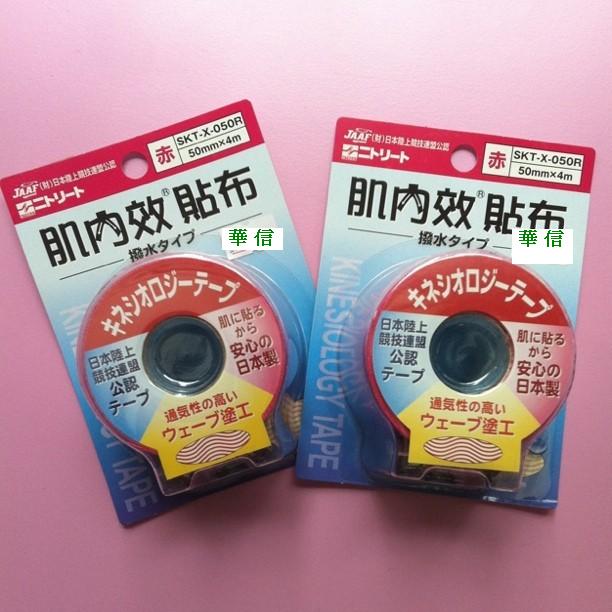 JAAF (財)日本陸上競技連盟公認
ニトリート
赤
SKT-X-050R
50mm×4m
肌内效®貼布
撥水タイプ
華信
キネシオロジーテープ
日本陸上
競技連盟
公認
テープ
肌に貼る
から
安心の
日本製
通気性の高い
ウェーブ塗工
JAAF (財)日本陸上競技連盟公認
ニトリート
赤
SKT-X-050R
50mm×4m
肌内效®貼布
撥水タイプ
華信
KINESIOLOGY TAPE
キネシオロジーテープ
日本陸上
競技連盟
公認
テープ
肌に貼る
から
安心の
日本製
通気性の高い
ウェーブ塗工